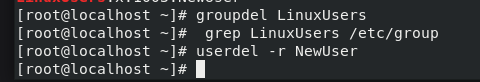 [root@localhost ~]# groupdel LinuxUsers
[root@localhost ~]#  grep LinuxUsers /etc/group
[root@localhost ~]# userdel -r NewUser
[root@localhost ~]#